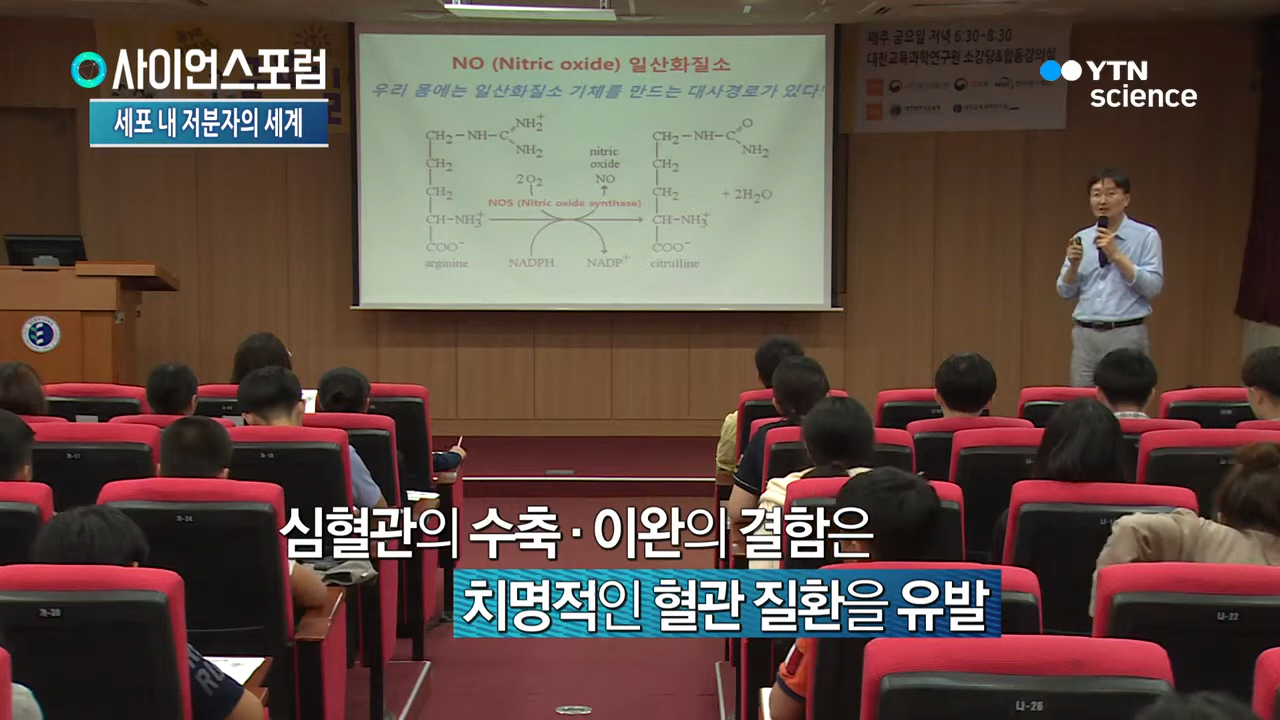 사이언스포럼
세포 내 저분자의 세계
YTN
science
매주 금요일 저녁 6:30~8:30
대전교육과학연구원 소강당&합동강의실
NO (Nitric oxide) 일산화질소
우리 몸에는 일산화질소 기체를 만드는 대사경로가 있다!
CH₂–NH–C NH₂⁺
NH₂
CH₂
CH₂
CH–NH₃⁺
COO⁻
arginine
2 O₂
nitric
oxide
NO
NOS (Nitric oxide synthase)
NADPH
NADP⁺
CH₂–NH–C O
NH₂
CH₂
CH₂
CH–NH₃⁺
COO⁻
citrulline
+ 2H₂O
심혈관의 수축 · 이완의 결함은
치명적인 혈관 질환을 유발
나-22
나-26